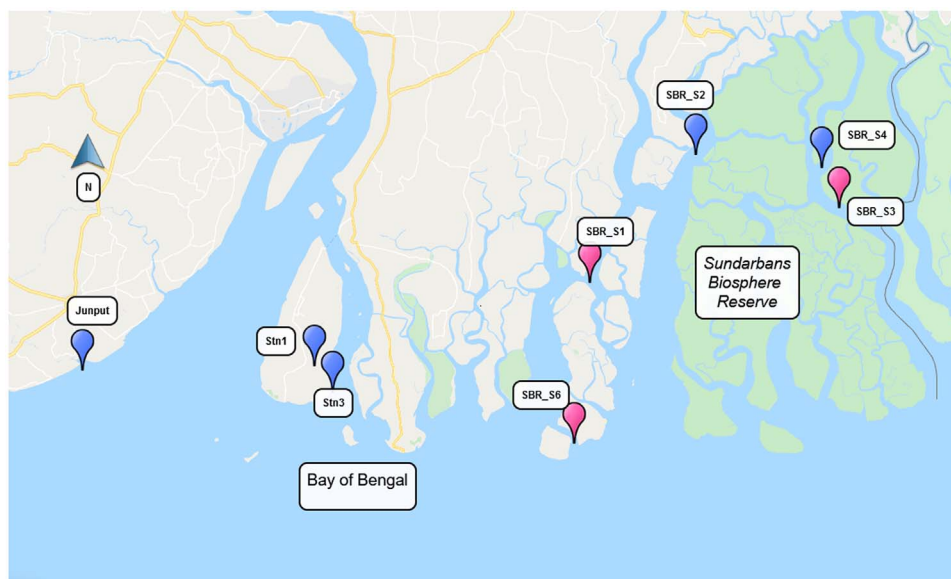 SBR_S2
SBR_S4
N
SBR_S3
SBR_S1
Sundarbans
Biosphere
Reserve
Junput
Stn1
Stn3
SBR_S6
Bay of Bengal